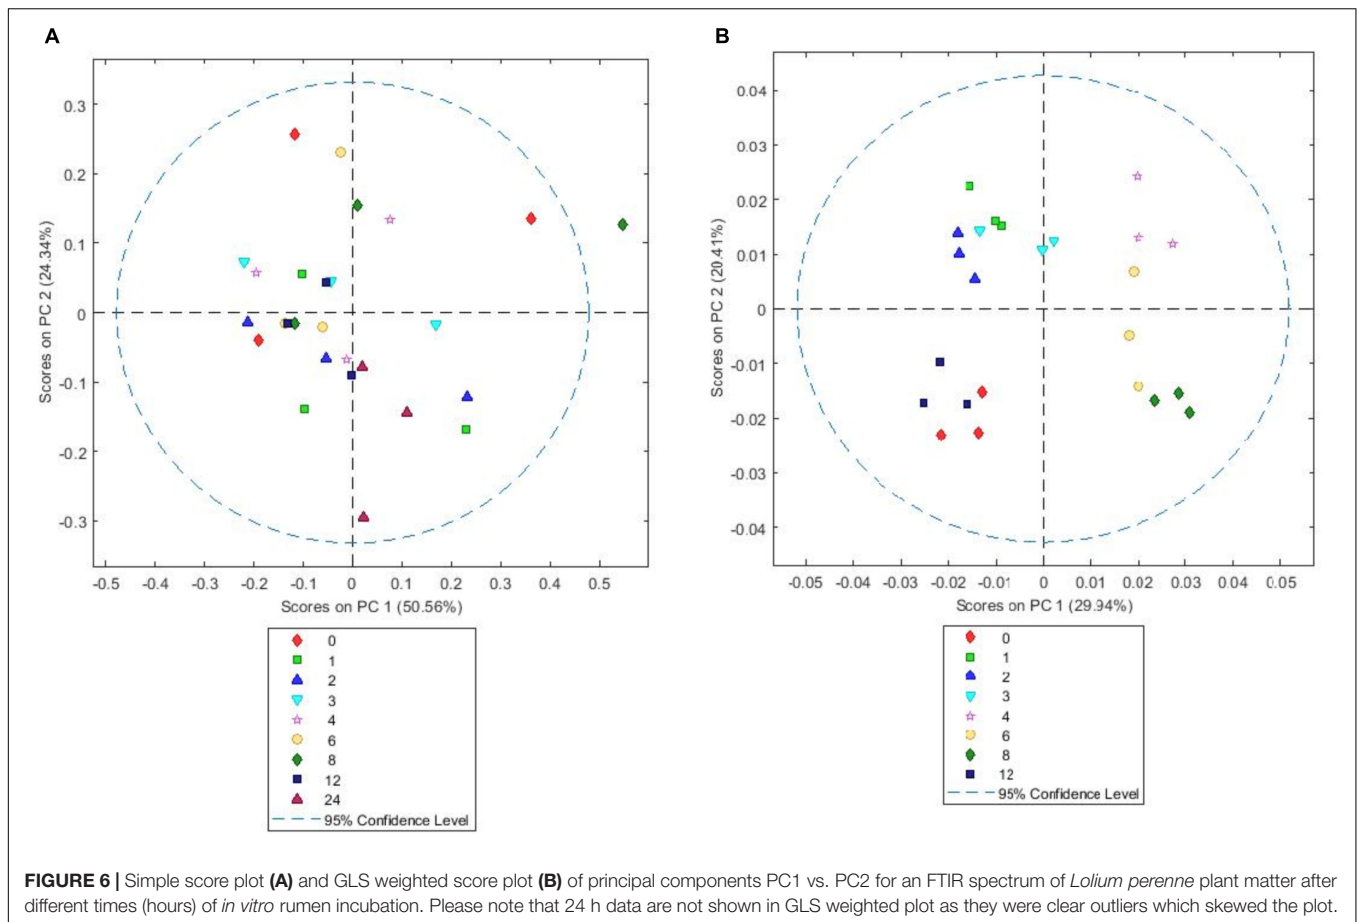 A
B
0.3
0.2
0.1
0
-0.1
-0.2
-0.3
Scores on PC 2 (24.34%)
-0.5 -0.4 -0.3 -0.2 -0.1 0 0.1 0.2 0.3 0.4 0.5
Scores on PC 1 (50.56%)
0
1
2
3
4
6
8
12
24
95% Confidence Level
0.04
0.03
0.02
0.01
0
-0.01
-0.02
-0.03
-0.04
Scores on PC 2 (20.41%)
-0.05 -0.04 -0.03 -0.02 -0.01 0 0.01 0.02 0.03 0.04 0.05
Scores on PC 1 (29.94%)
0
1
2
3
4
6
8
12
95% Confidence Level
FIGURE 6 | Simple score plot (A) and GLS weighted score plot (B) of principal components PC1 vs. PC2 for an FTIR spectrum of Lolium perenne plant matter after
different times (hours) of in vitro rumen incubation. Please note that 24 h data are not shown in GLS weighted plot as they were clear outliers which skewed the plot.